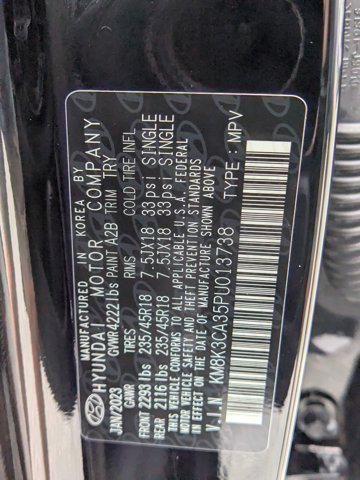 MANUFACTURED IN KOREA BY
HYUNDAI MOTOR COMPANY
JAN/2023 GVWR 4222 lbs PAINT A2B TRIM TRY
GAWR TIRES RIMS COLD TIRE INFL.
FRONT 2293 lbs 235/45R18 7.5JX18 33psi SINGLE
REAR 2116 lbs 235/45R18 7.5JX18 33psi SINGLE
THIS VEHICLE CONFORMS TO ALL APPLICABLE U.S.A. FEDERAL
MOTOR VEHICLE SAFETY AND THEFT PREVENTION STANDARDS
IN EFFECT ON THE DATE OF MANUFACTURE SHOWN ABOVE.
V.I.N KM8K3CA35PU013738 TYPE : MPV